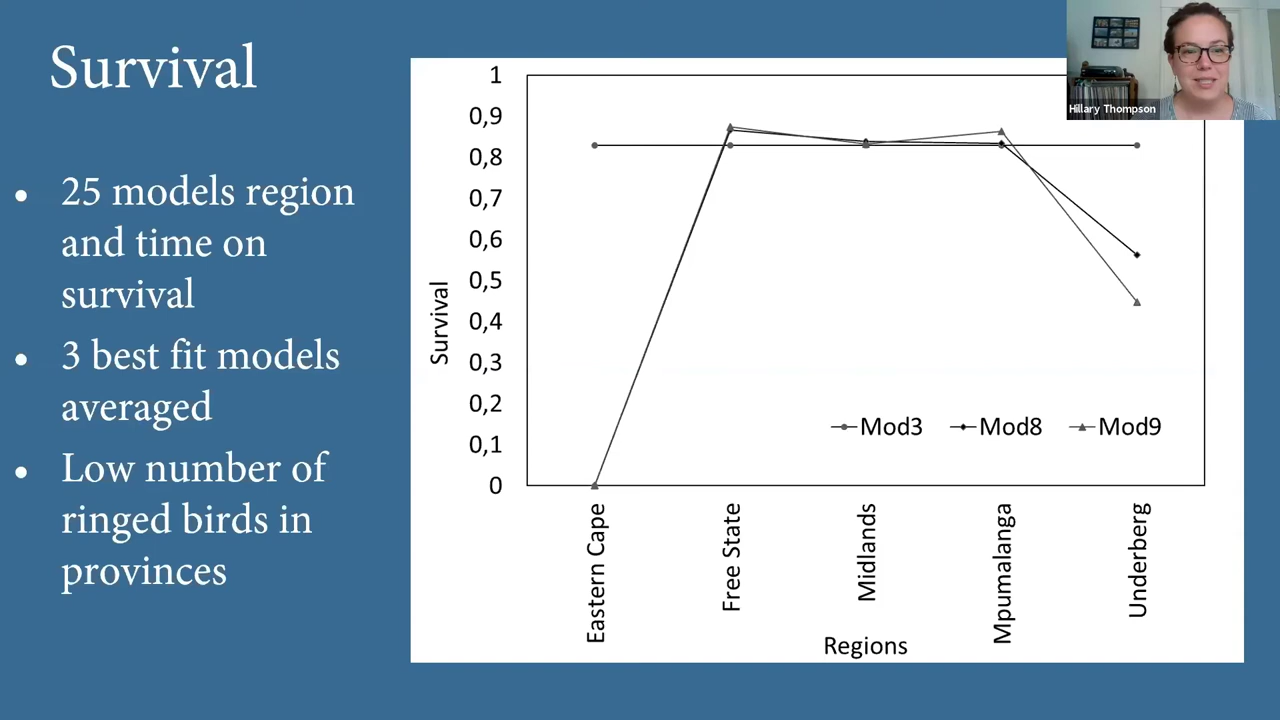 Survival
• 25 models region
and time on
survival
• 3 best fit models
averaged
• Low number of
ringed birds in
provinces
1
0,9
0,8
0,7
0,6
0,5
0,4
0,3
0,2
0,1
0
Survival
Mod3 Mod8 Mod9
Eastern Cape
Free State
Midlands
Mpumalanga
Underberg
Regions
Hillary Thompson